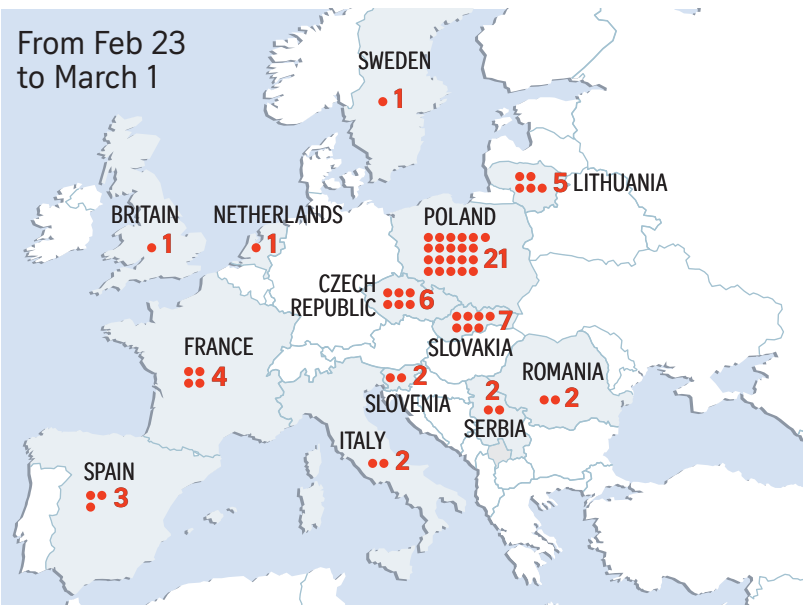 From Feb 23
to March 1
SWEDEN
1
5 LITHUANIA
BRITAIN
1
NETHERLANDS
1
POLAND
21
CZECH
REPUBLIC
6
7
SLOVAKIA
FRANCE
4
2
SLOVENIA
ROMANIA
2
2
SERBIA
ITALY
2
SPAIN
3